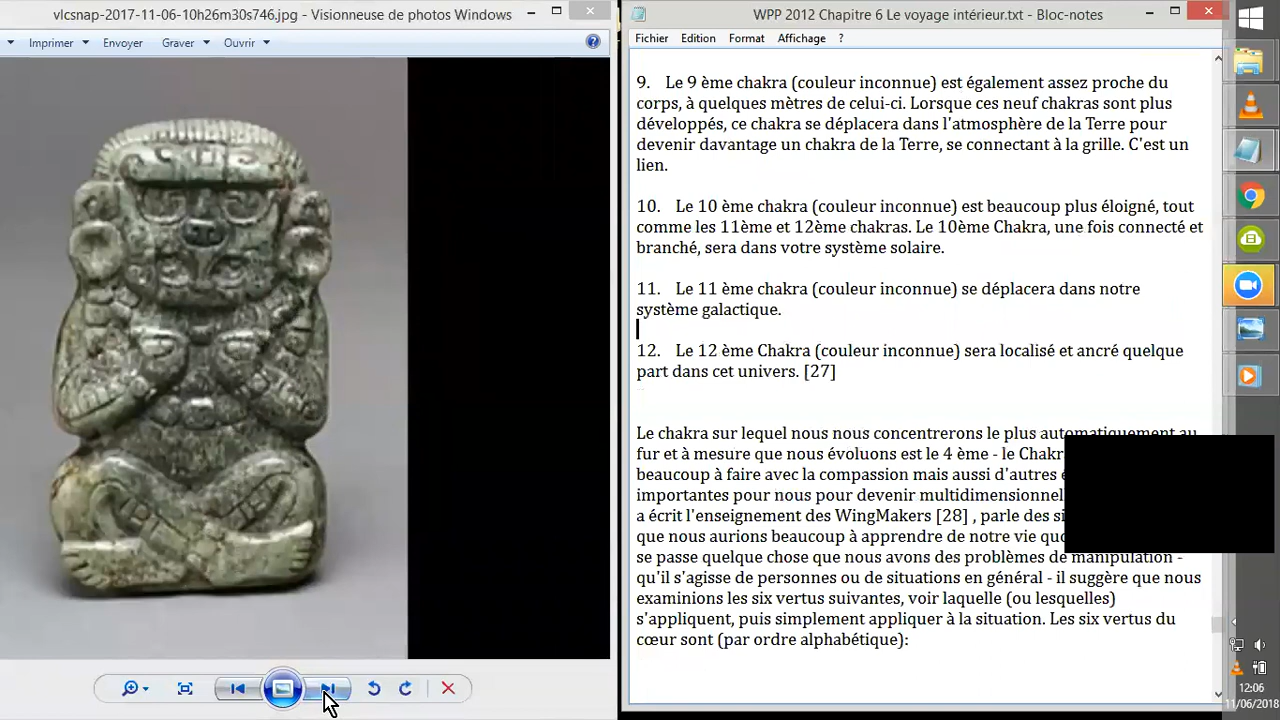 vlcsnap-2017-11-06-10h26m30s746.jpg - Visionneuse de photos Windows
Imprimer Envoyer Graver Ouvrir
WPP 2012 Chapitre 6 Le voyage intérieur.txt - Bloc-notes
Fichier Edition Format Affichage ?
9. Le 9 ème chakra (couleur inconnue) est également assez proche du
corps, à quelques mètres de celui-ci. Lorsque ces neuf chakras sont plus
développés, ce chakra se déplacera dans l'atmosphère de la Terre pour
devenir davantage un chakra de la Terre, se connectant à la grille. C'est un
lien.
10. Le 10 ème chakra (couleur inconnue) est beaucoup plus éloigné, tout
comme les 11ème et 12ème chakras. Le 10ème Chakra, une fois connecté et
branché, sera dans votre système solaire.
11. Le 11 ème chakra (couleur inconnue) se déplacera dans notre
système galactique.
12. Le 12 ème Chakra (couleur inconnue) sera localisé et ancré quelque
part dans cet univers. [27]
Le chakra sur lequel nous nous concentrerons le plus automatiquement au
fur et à mesure que nous évoluons est le 4 ème - le Chakr
beaucoup à faire avec la compassion mais aussi d'autres é
importantes pour nous pour devenir multidimensionnel
a écrit l'enseignement des WingMakers [28] , parle des si
que nous aurions beaucoup à apprendre de notre vie quo
se passe quelque chose que nous avons des problèmes de manipulation -
qu'il s'agisse de personnes ou de situations en général - il suggère que nous
examinions les six vertus suivantes, voir laquelle (ou lesquelles)
s'appliquent, puis simplement appliquer à la situation. Les six vertus du
cœur sont (par ordre alphabétique):
12:06
11/06/2018